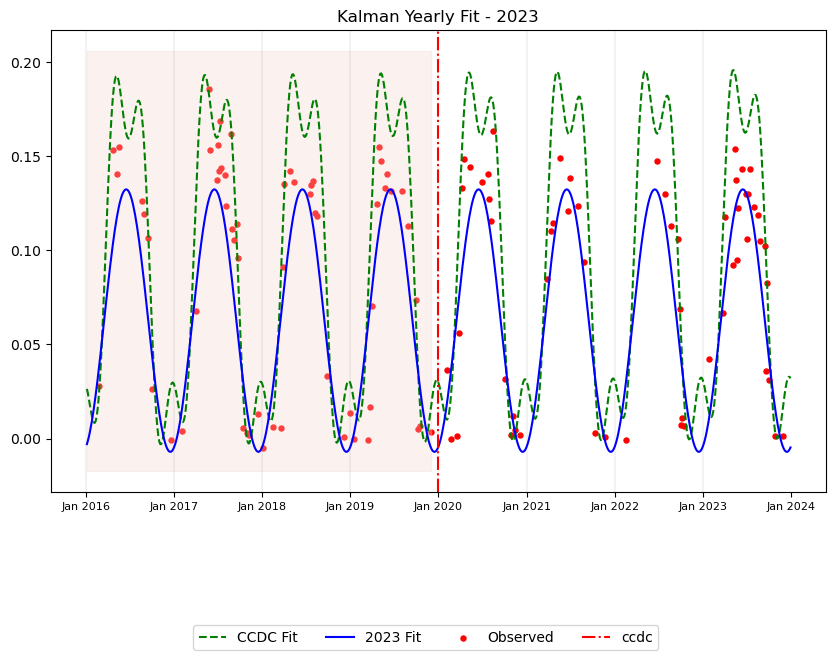 Kalman Yearly Fit - 2023
0.20
0.15
0.10
0.05
0.00
Jan 2016 Jan 2017 Jan 2018 Jan 2019 Jan 2020 Jan 2021 Jan 2022 Jan 2023 Jan 2024
CCDC Fit 2023 Fit Observed ccdc